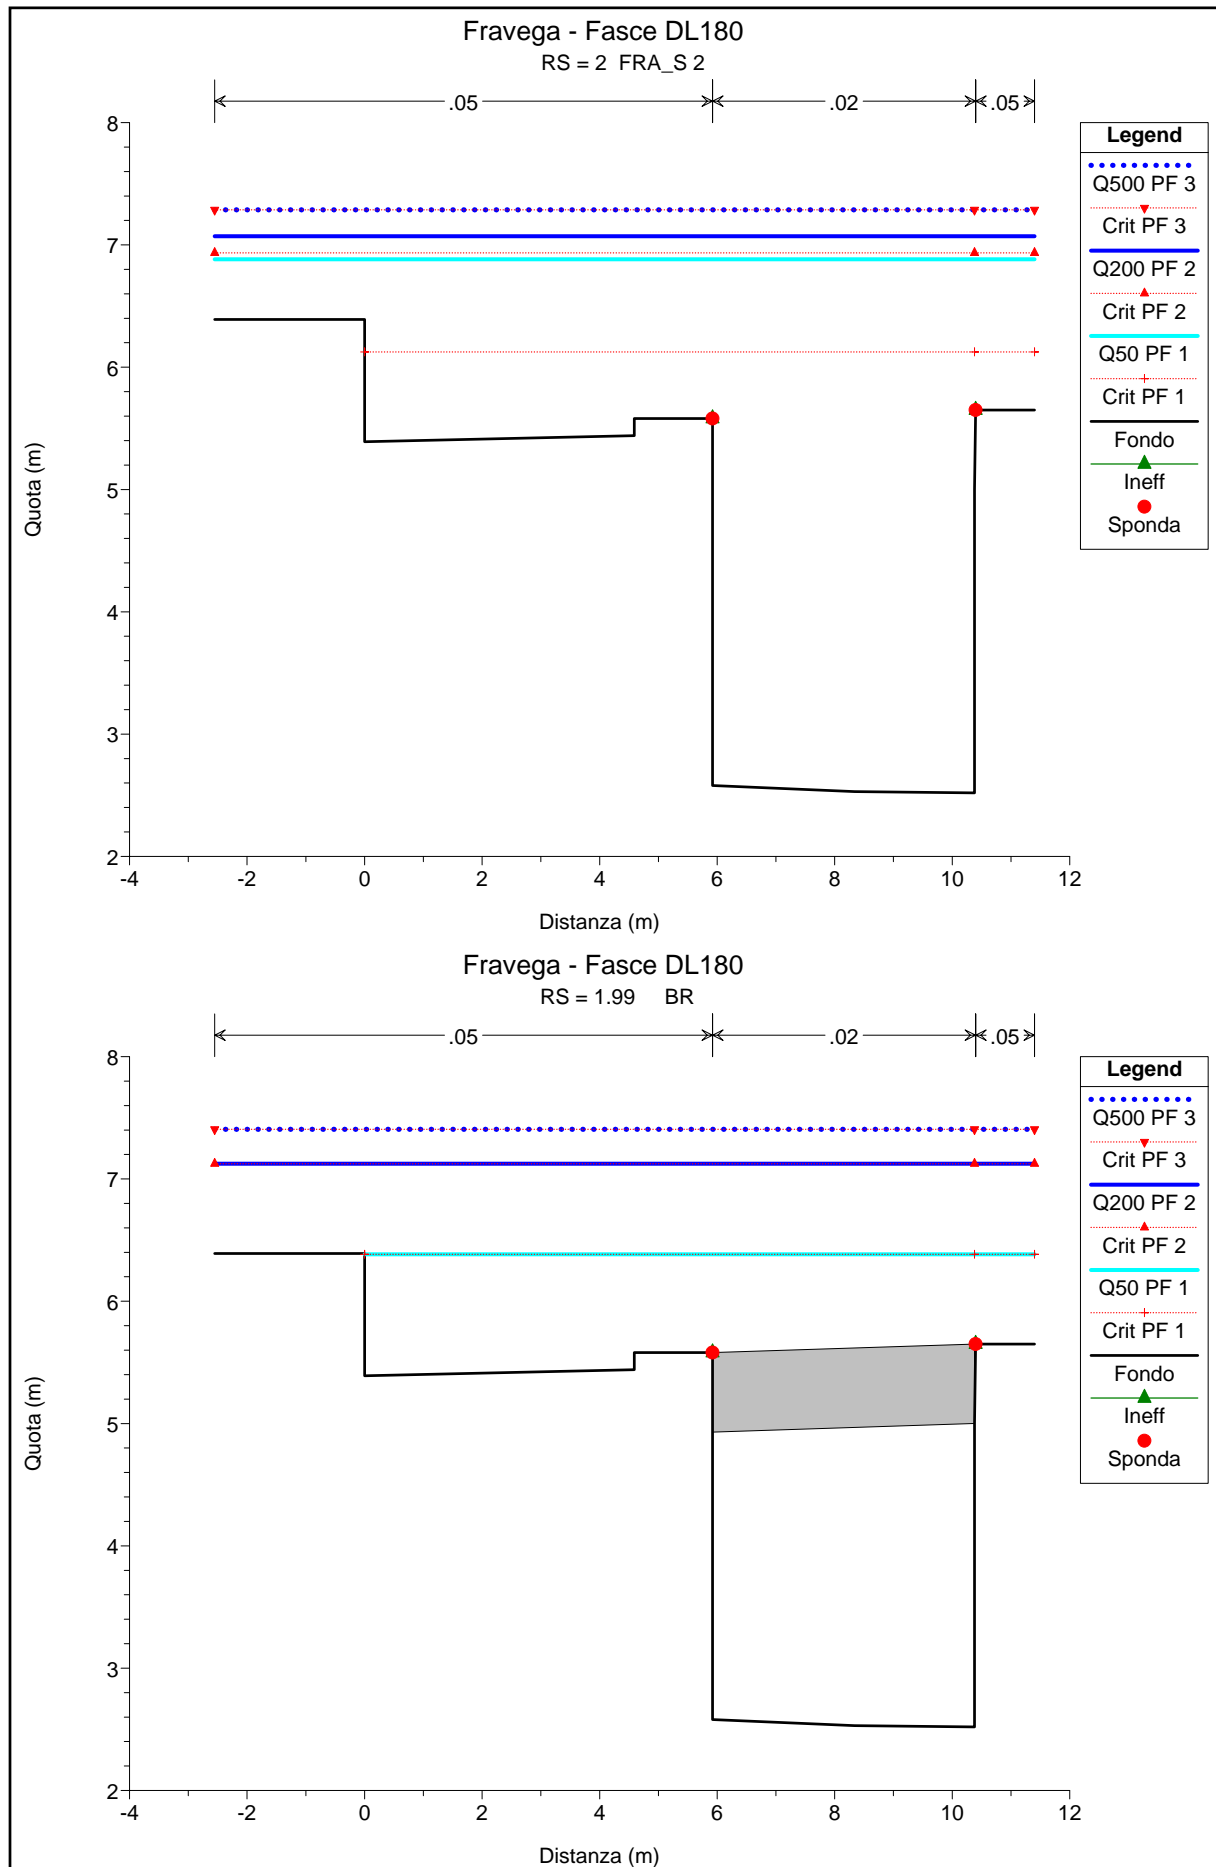 Fravega - Fasce DL180
RS = 2 FRA_S 2
.05 .02 .05
8
7
6
5
4
3
2
-4 -2 0 2 4 6 8 10 12
Quota (m)
Distanza (m)
Legend
Q500 PF 3
Crit PF 3
Q200 PF 2
Crit PF 2
Q50 PF 1
Crit PF 1
Fondo
Ineff
Sponda
Fravega - Fasce DL180
RS = 1.99 BR
.05 .02 .05
8
7
6
5
4
3
2
-4 -2 0 2 4 6 8 10 12
Quota (m)
Distanza (m)
Legend
Q500 PF 3
Crit PF 3
Q200 PF 2
Crit PF 2
Q50 PF 1
Crit PF 1
Fondo
Ineff
Sponda